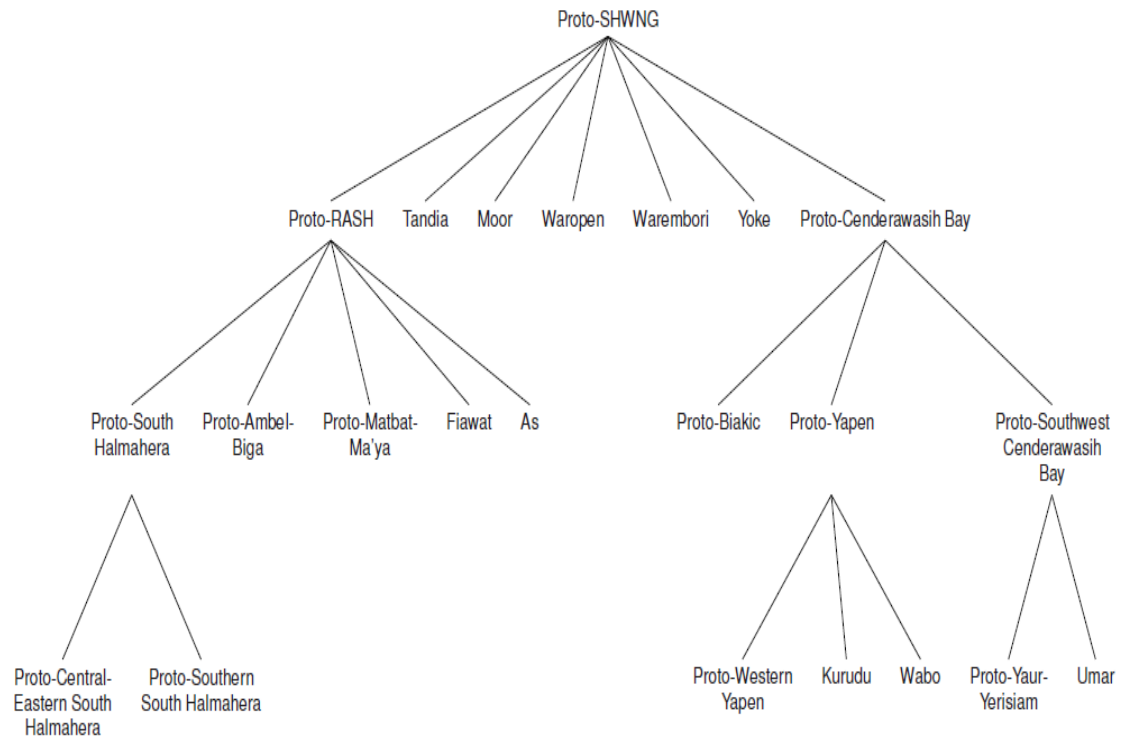 Proto-SHWNG
Proto-RASH Tandia Moor Waropen Warembori Yoke Proto-Cenderawasih Bay
Proto-South Halmahera
Proto-Ambel-Biga
Proto-Matbat-Ma'ya
Fiawat
As
Proto-Biakic
Proto-Yapen
Proto-Southwest Cenderawasih Bay
Proto-Central-Eastern South Halmahera
Proto-Southern South Halmahera
Proto-Western Yapen
Kurudu
Wabo
Proto-Yaur-Yerisiam
Umar